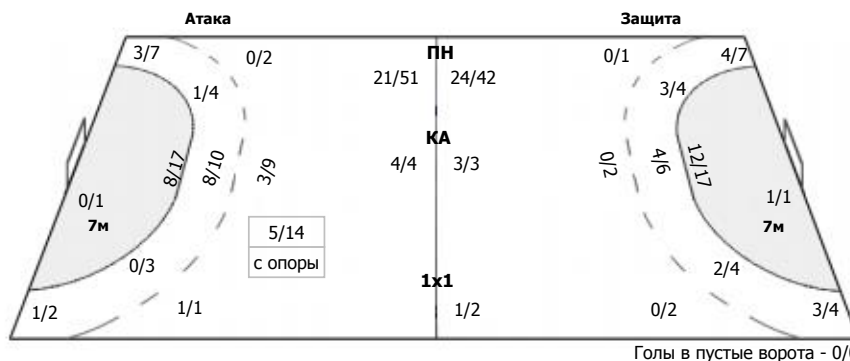 Атака Защита
3/7 0/2 ПН 0/1 4/7
21/51 24/42
1/4 3/4
КА
8/17 8/10 3/9 4/4 3/3 0/2 4/6 12/17
0/1 1/1
7м 7м
5/14
с опоры
0/3 2/4
1x1
1/2 1/1 1/2 0/2 3/4
Голы в пустые ворота - 0/